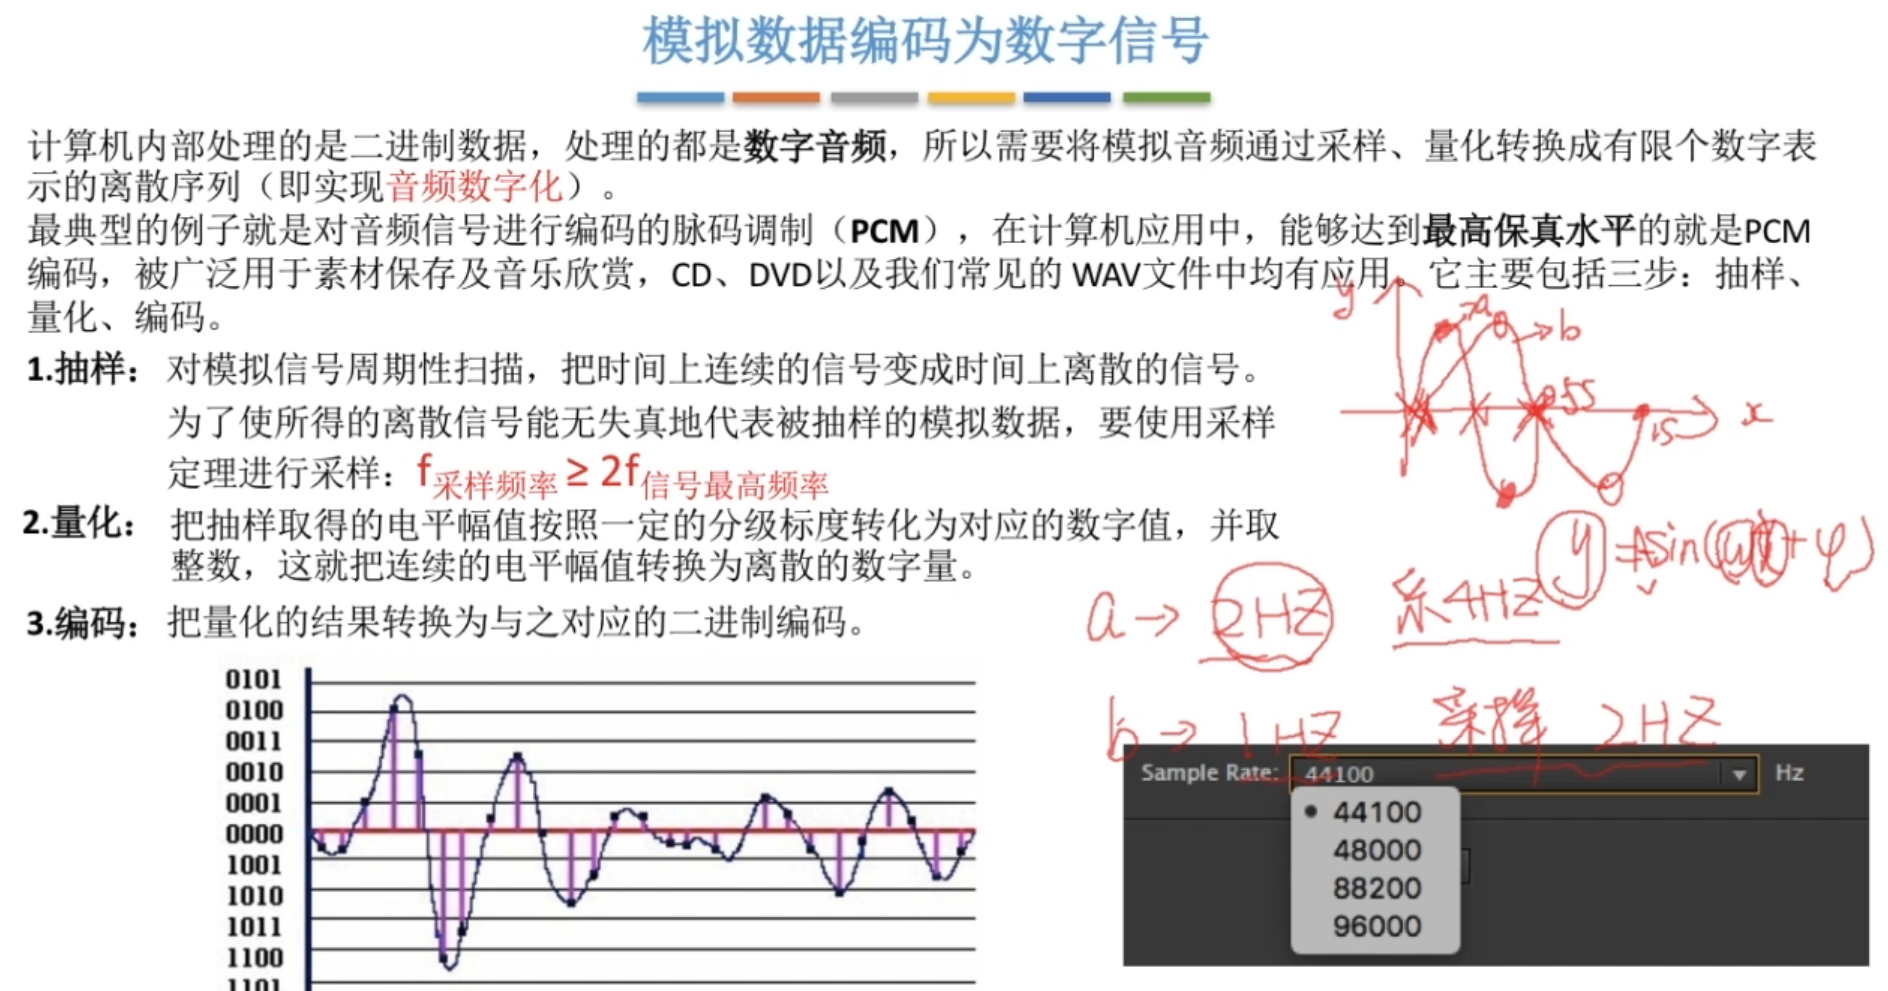 模拟数据编码为数字信号
计算机内部处理的是二进制数据，处理的都是数字音频，所以需要将模拟音频通过采样、量化转换成有限个数字表
示的离散序列（即实现音频数字化）。
最典型的例子就是对音频信号进行编码的脉码调制（PCM），在计算机应用中，能够达到最高保真水平的就是PCM
编码，被广泛用于素材保存及音乐欣赏，CD、DVD以及我们常见的 WAV文件中均有应用。它主要包括三步：抽样、
量化、编码。
y
a
b
1.抽样： 对模拟信号周期性扫描，把时间上连续的信号变成时间上离散的信号。
为了使所得的离散信号能无失真地代表被抽样的模拟数据，要使用采样
定理进行采样：f采样频率 ≥ 2f信号最高频率
0.5s
1s
x
2.量化： 把抽样取得的电平幅值按照一定的分级标度转化为对应的数字值，并取
整数，这就把连续的电平幅值转换为离散的数字量。
y=Asin(ωx+φ)
a→ 2HZ 采4HZ
3.编码： 把量化的结果转换为与之对应的二进制编码。
b→ 1HZ 采样 2HZ
0101
0100
0011
0010
0001
0000
1001
1010
1011
1100
1101
Sample Rate: 44100 Hz
44100
48000
88200
96000